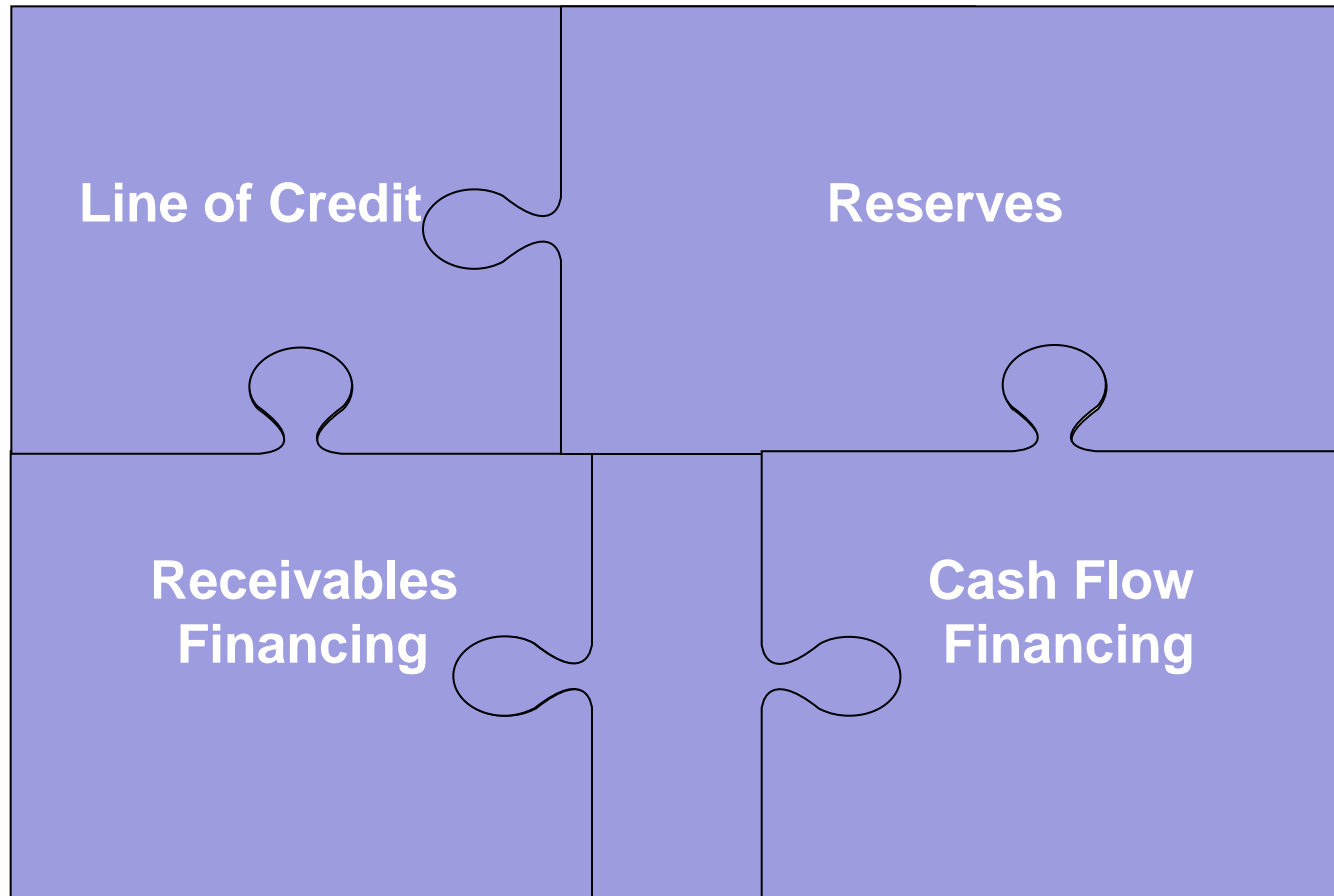 Line of Credit
Reserves
Receivables
Financing
Cash Flow
Financing